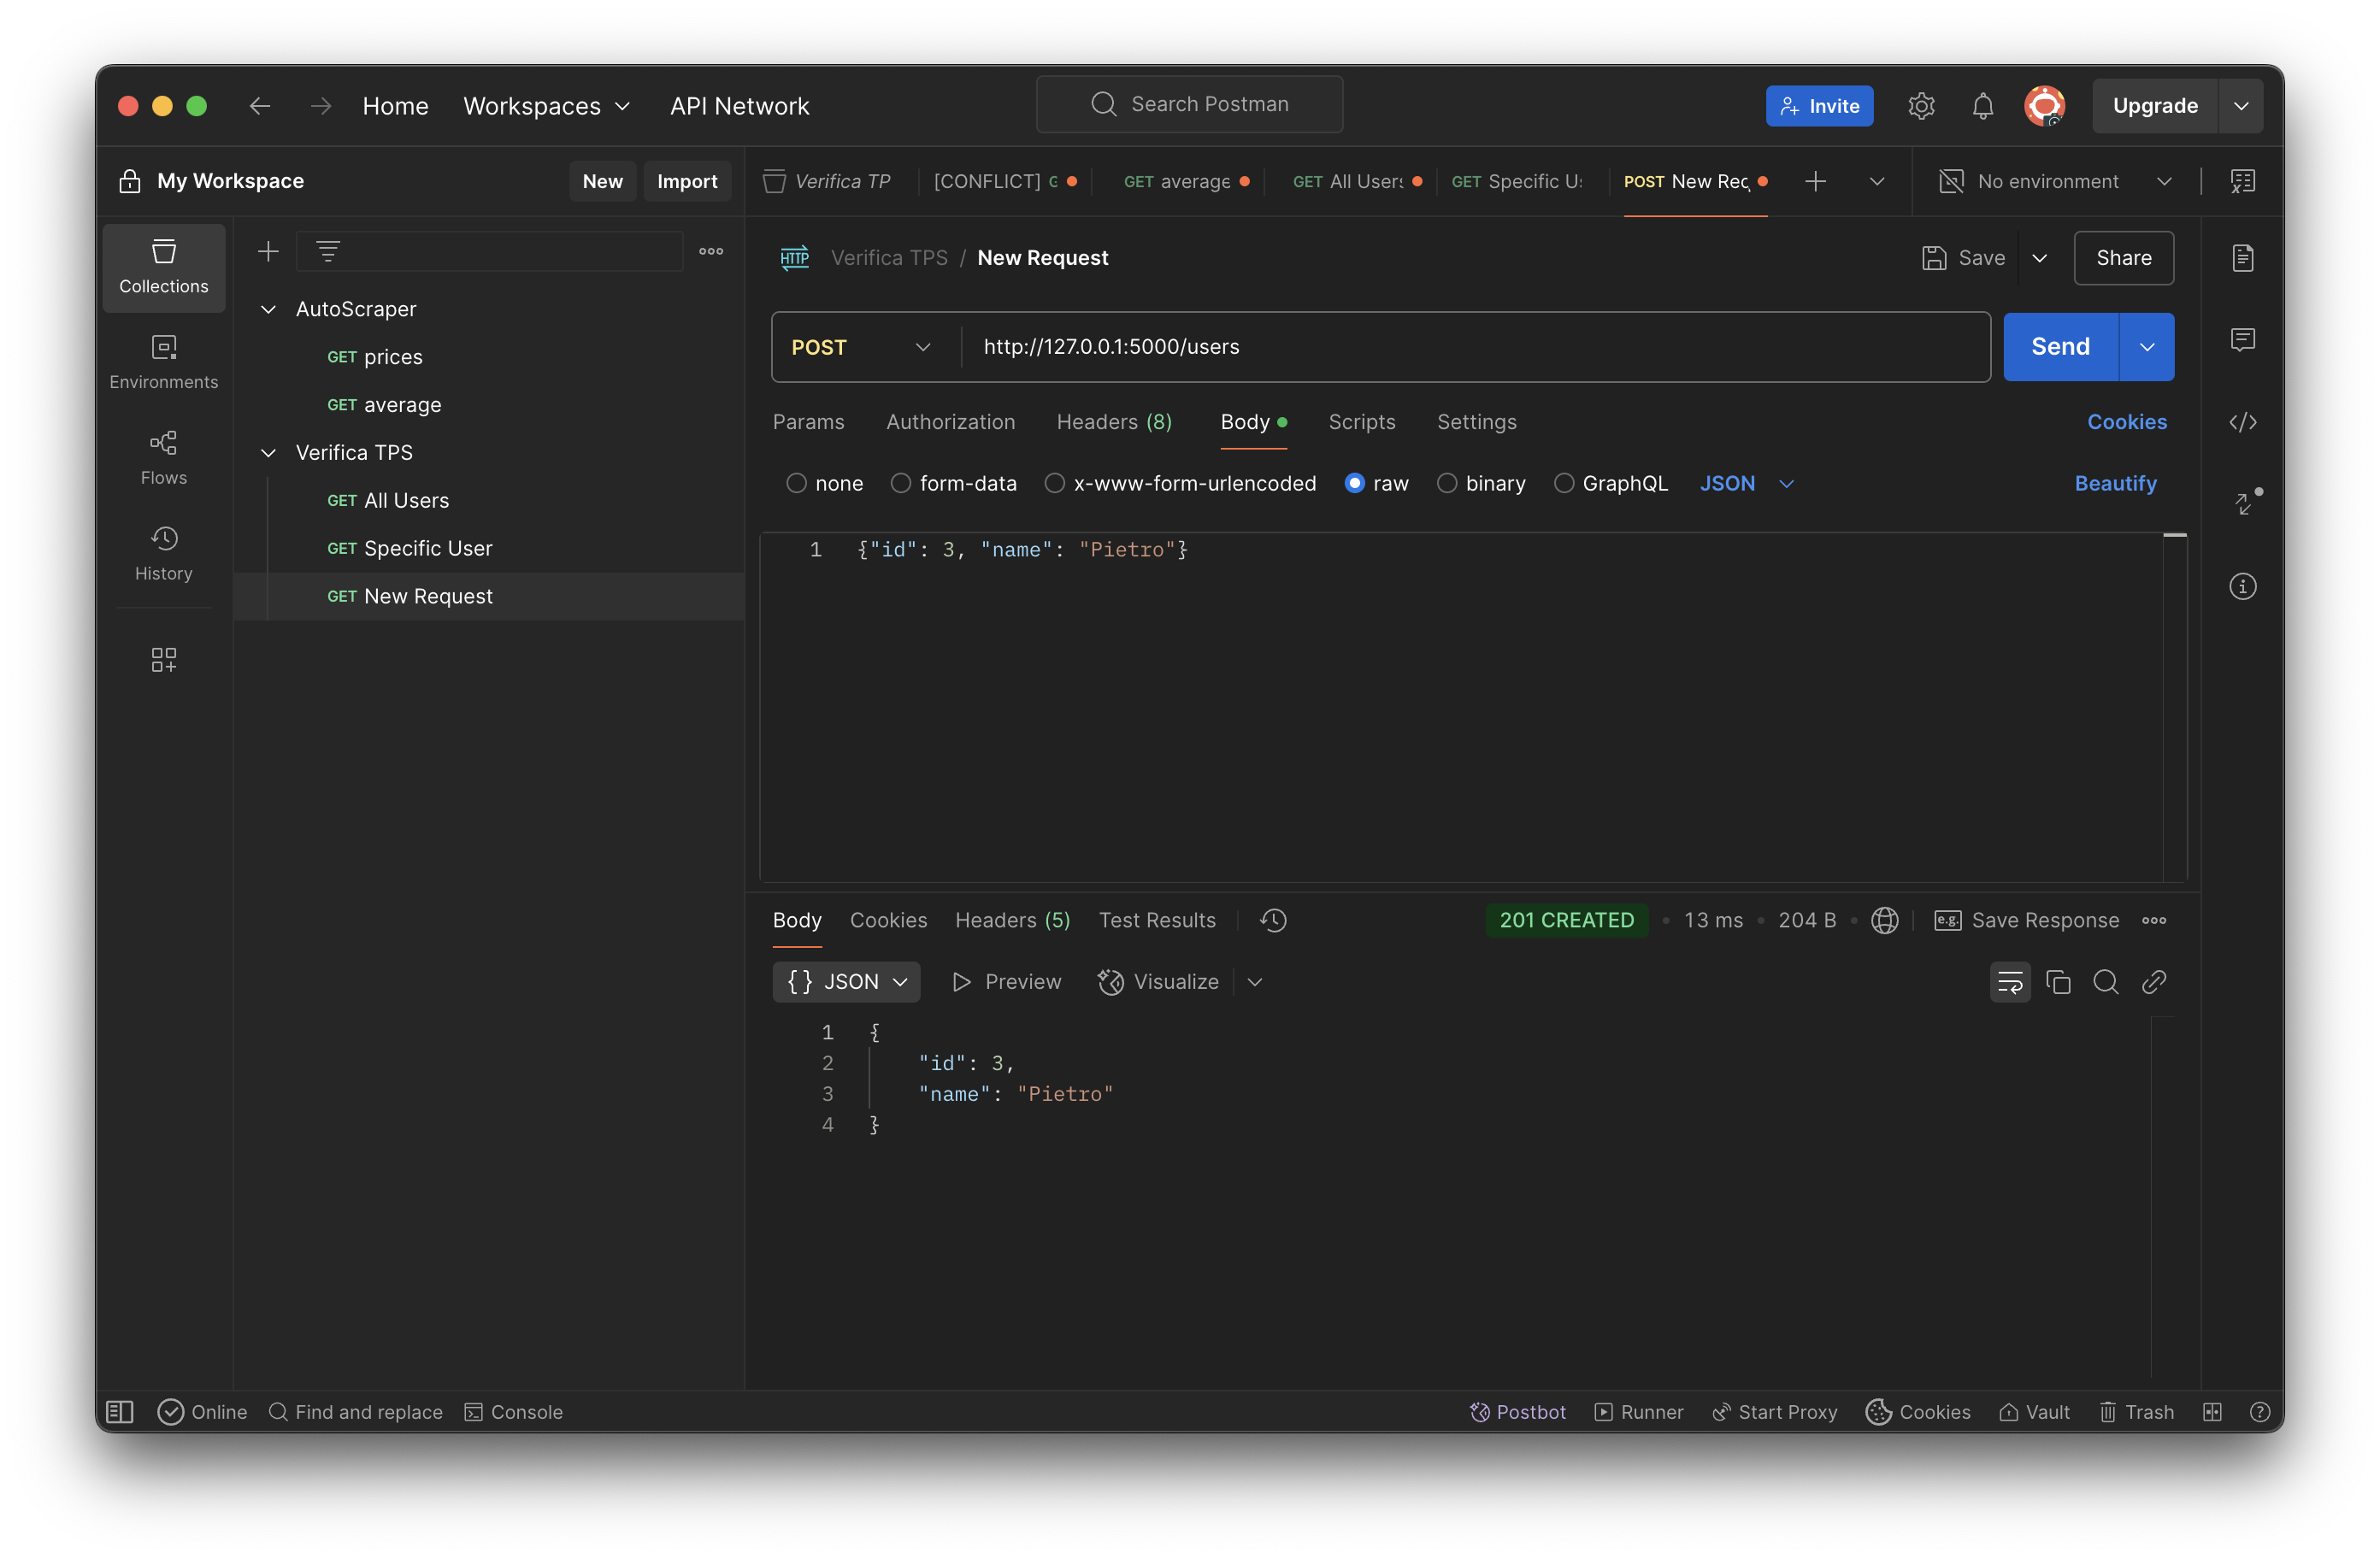 Home Workspaces API Network Search Postman Invite Upgrade
My Workspace New Import Verifica TP [CONFLICT] G GET average GET All Users GET Specific Us POST New Rec No environment
Collections
Environments
Flows
History
AutoScraper
GET prices
GET average
Verifica TPS
GET All Users
GET Specific User
GET New Request
HTTP Verifica TPS / New Request Save Share
POST http://127.0.0.1:5000/users Send
Params Authorization Headers (8) Body Scripts Settings Cookies
none form-data x-www-form-urlencoded raw binary GraphQL JSON Beautify
1 {"id": 3, "name": "Pietro"}
Body Cookies Headers (5) Test Results 201 CREATED • 13 ms • 204 B • e.g. Save Response
{} JSON Preview Visualize
1 {
2 "id": 3,
3 "name": "Pietro"
4 }
Online Find and replace Console Postbot Runner Start Proxy Cookies Vault Trash